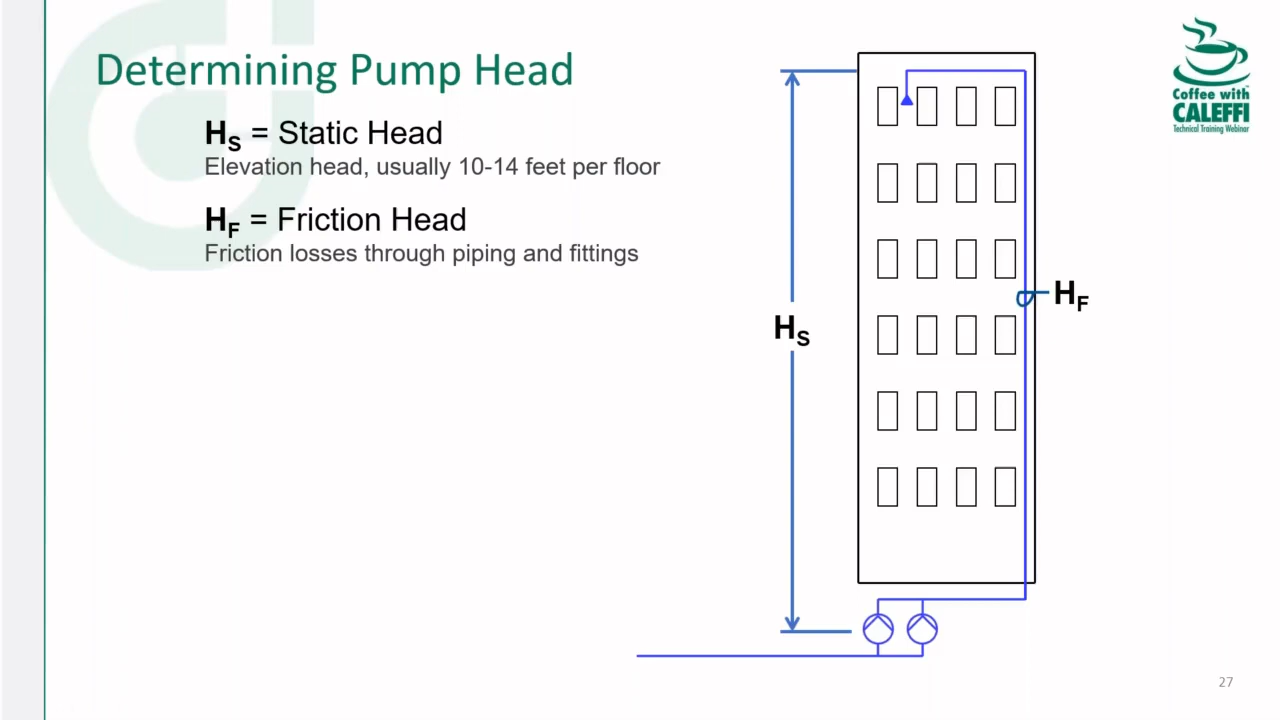 Determining Pump Head
HS = Static Head
Elevation head, usually 10-14 feet per floor
HF = Friction Head
Friction losses through piping and fittings
HS
HF
Coffee with
CALEFFI
Technical Training Webinar
27